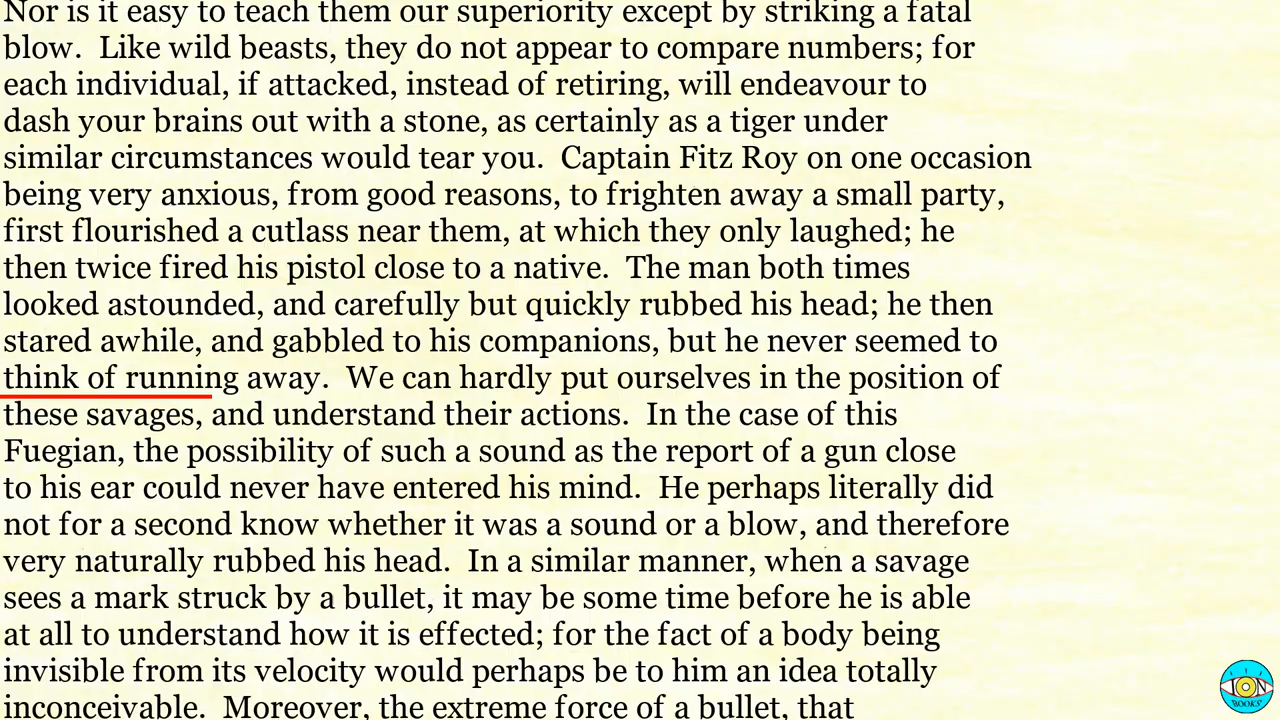 Nor is it easy to teach them our superiority except by striking a fatal
blow.  Like wild beasts, they do not appear to compare numbers; for
each individual, if attacked, instead of retiring, will endeavour to
dash your brains out with a stone, as certainly as a tiger under
similar circumstances would tear you.  Captain Fitz Roy on one occasion
being very anxious, from good reasons, to frighten away a small party,
first flourished a cutlass near them, at which they only laughed; he
then twice fired his pistol close to a native.  The man both times
looked astounded, and carefully but quickly rubbed his head; he then
stared awhile, and gabbled to his companions, but he never seemed to
think of running away.  We can hardly put ourselves in the position of
these savages, and understand their actions.  In the case of this
Fuegian, the possibility of such a sound as the report of a gun close
to his ear could never have entered his mind.  He perhaps literally did
not for a second know whether it was a sound or a blow, and therefore
very naturally rubbed his head.  In a similar manner, when a savage
sees a mark struck by a bullet, it may be some time before he is able
at all to understand how it is effected; for the fact of a body being
invisible from its velocity would perhaps be to him an idea totally
inconceivable.  Moreover, the extreme force of a bullet, that
ION
BOOKS